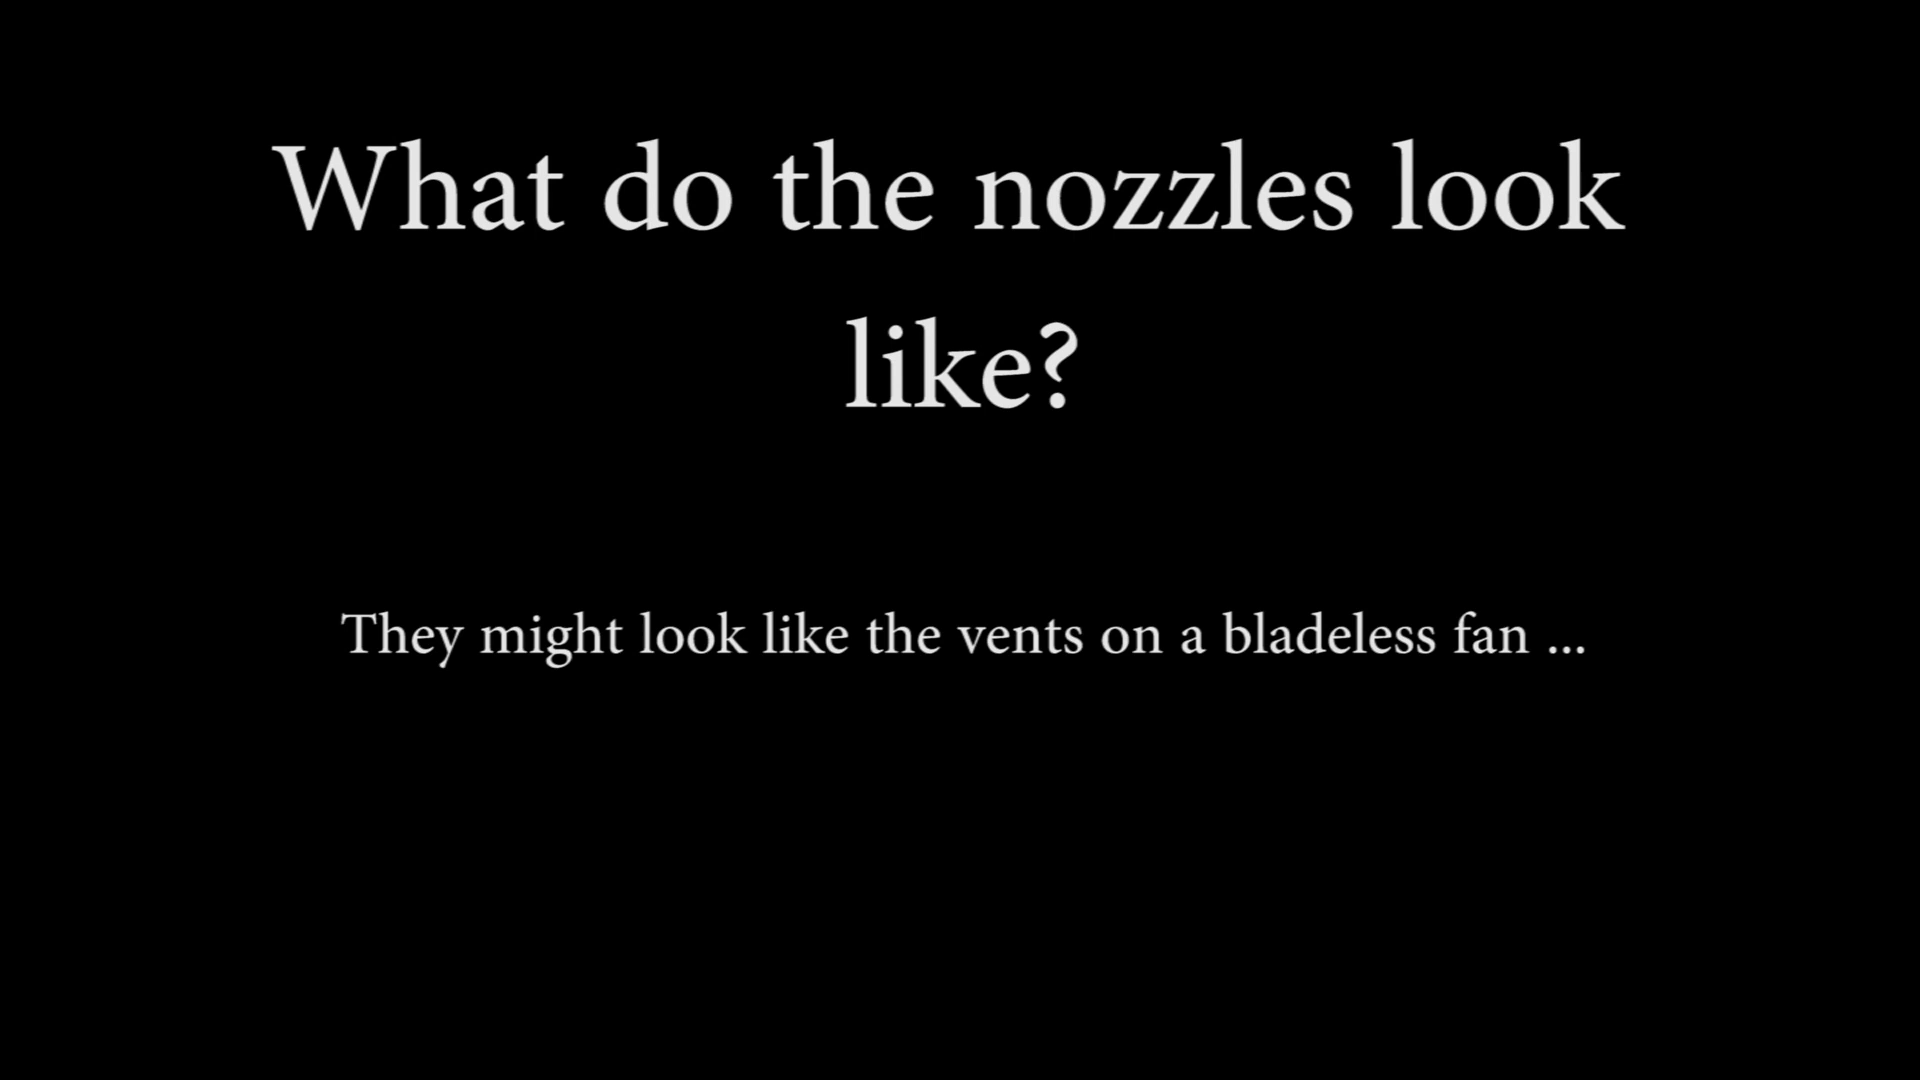 What do the nozzles look
like?
They might look like the vents on a bladeless fan ...